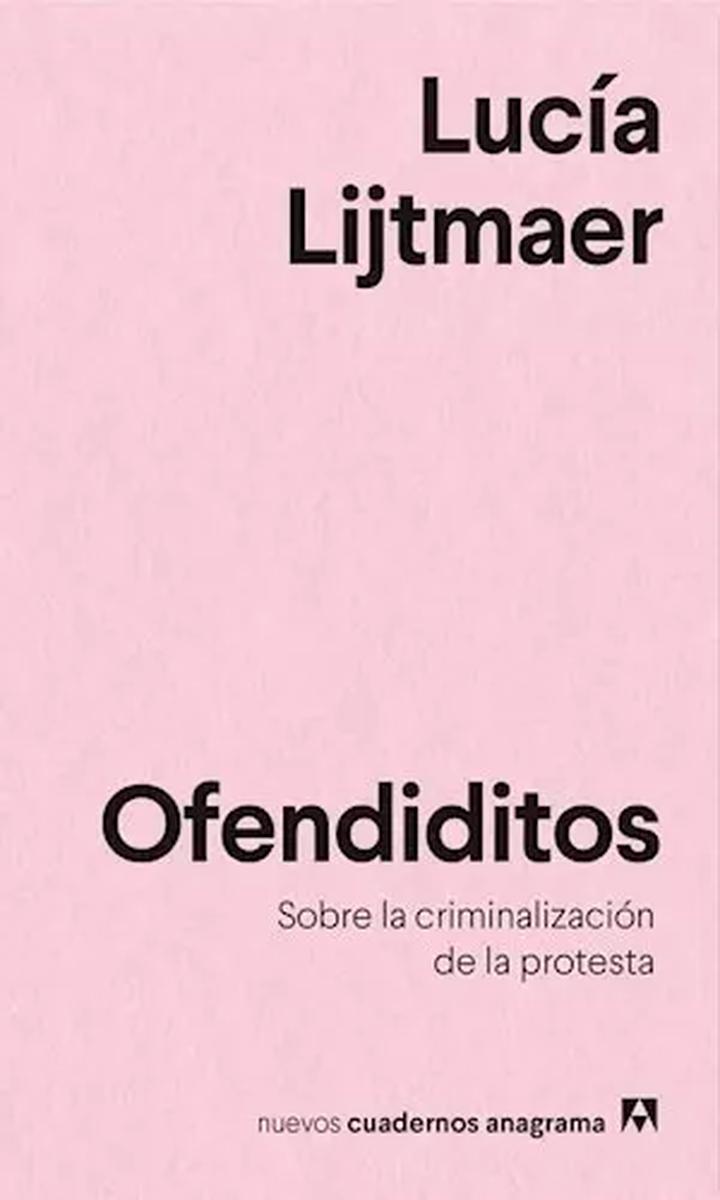 Lucía
Lijtmaer
Ofendiditos
Sobre la criminalización
de la protesta
nuevos cuadernos anagrama